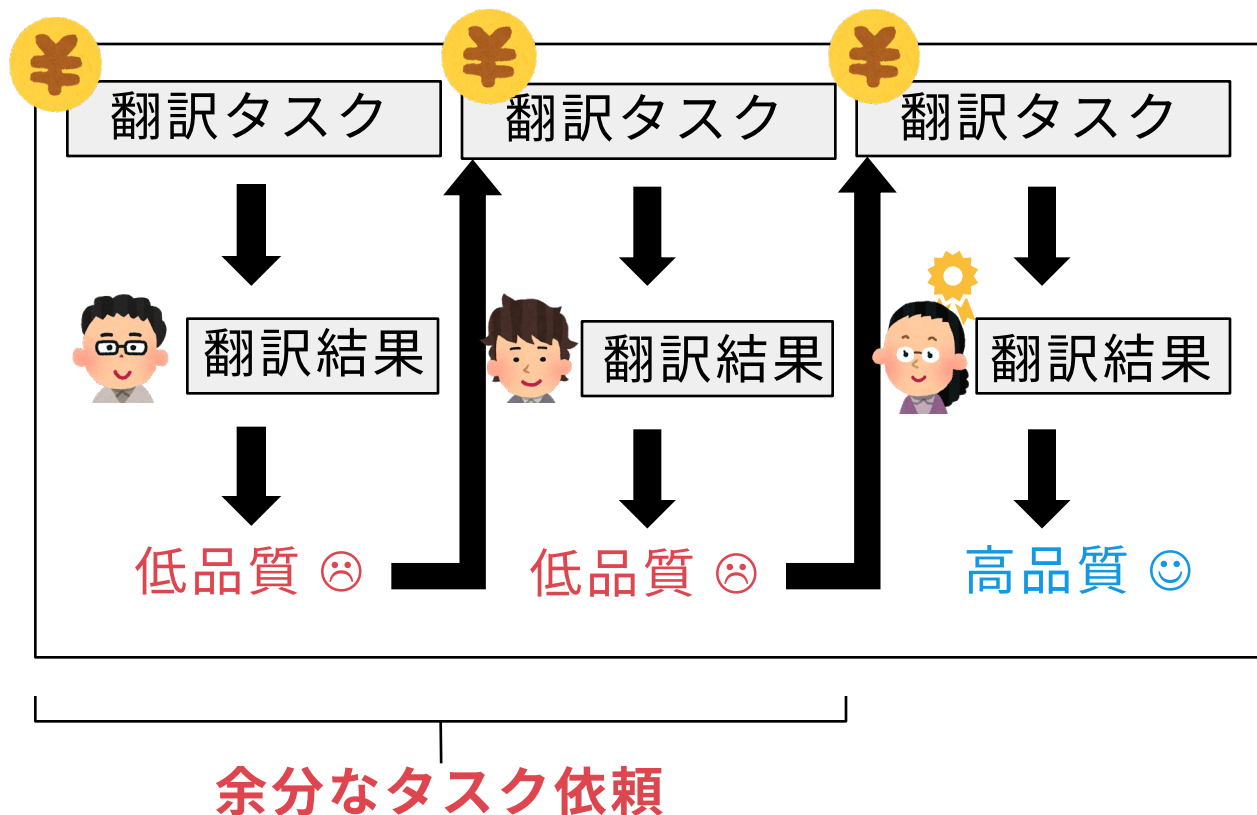 ¥ ¥ ¥
翻訳タスク 翻訳タスク 翻訳タスク
翻訳結果 翻訳結果 翻訳結果
低品質 ☹ 低品質 ☹ 高品質 ☺
余分なタスク依頼